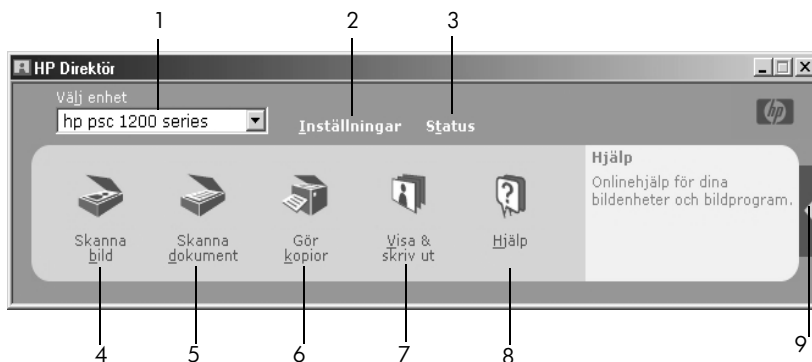 1 2 3
HP Direktör
Välj enhet
hp psc 1200 series
Inställningar Status
hp
Hjälp
Onlinehjälp för dina
bildenheter och bildprogram.
Skanna
bild
Skanna
dokument
Gör
kopior
Visa &
skriv ut
Hjälp
4 5 6 7 8 9